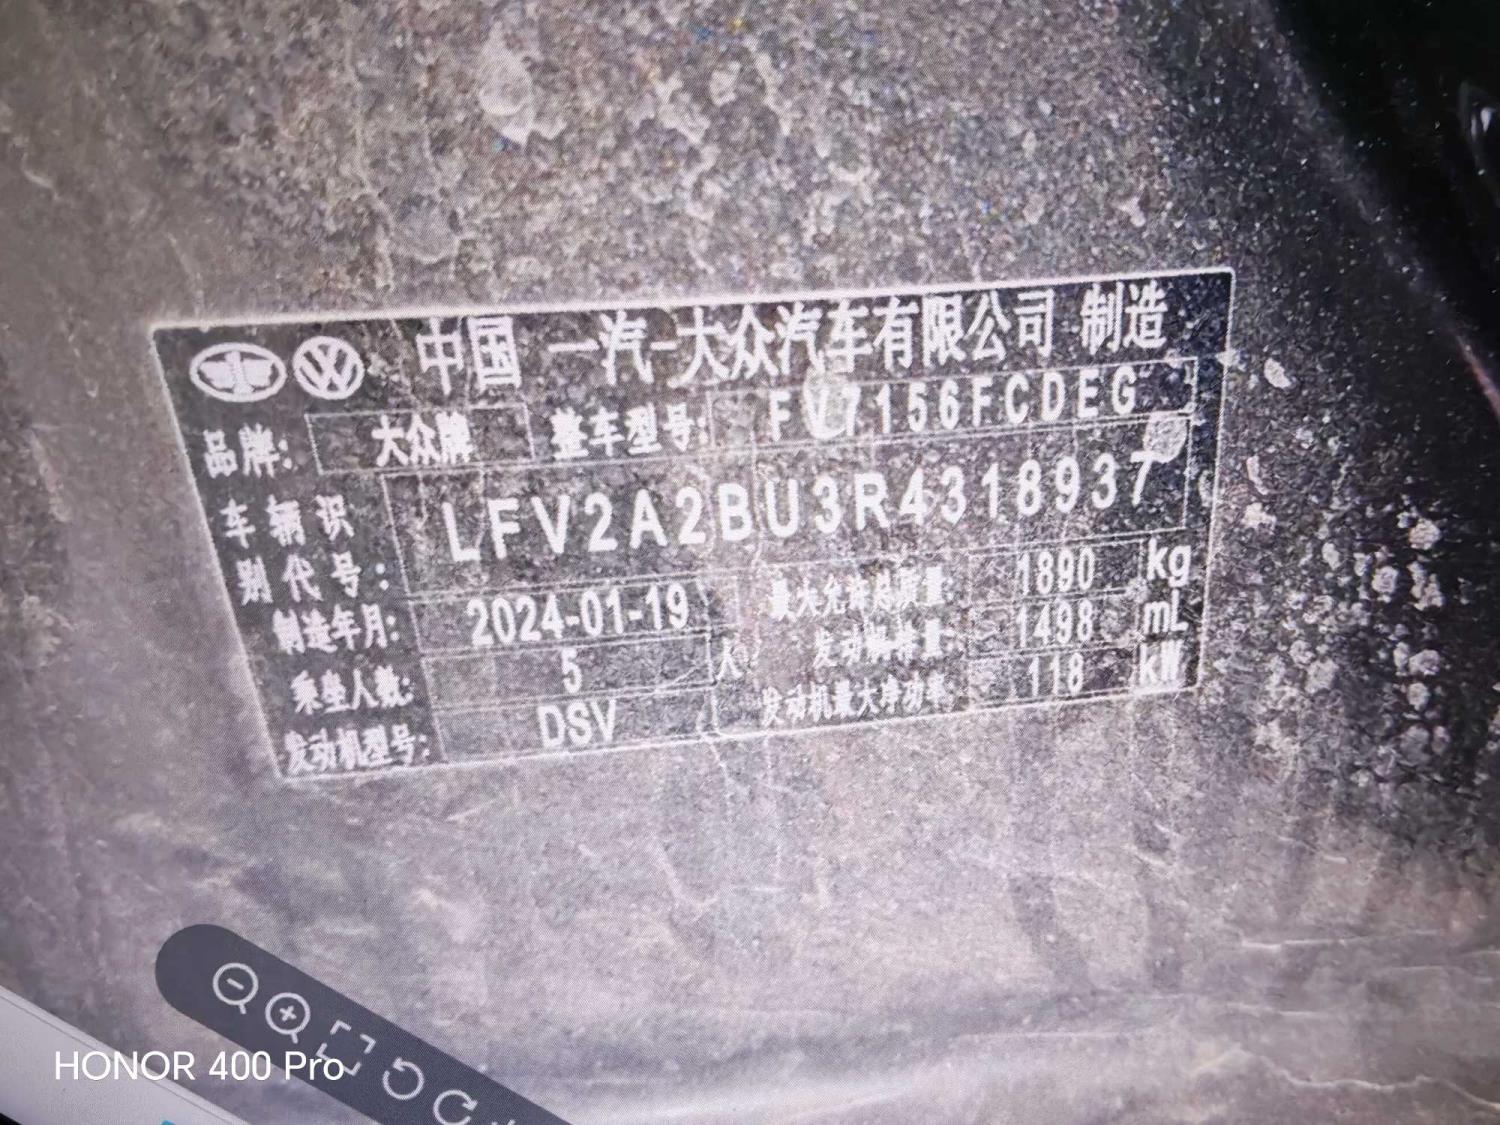 中国 一汽-大众汽车有限公司 制造
品牌: 大众牌 整车型号: FV7156FCDEG
车辆识别代号: LFV2A2BU3R4318937
制造年月: 2024-01-19 最大允许总质量: 1890 kg
乘坐人数: 5 人 发动机排量: 1498 mL
发动机型号: DSV 发动机最大净功率: 118 kW
HONOR 400 Pro